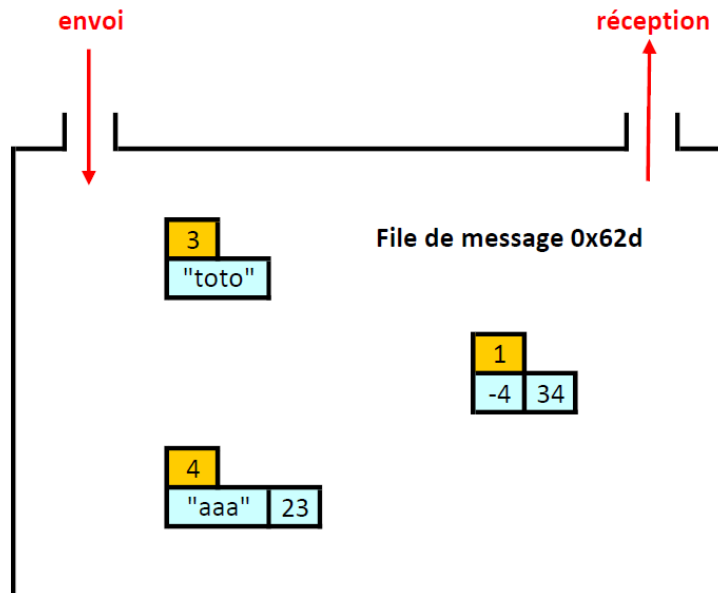 envoi
réception
3
"toto"
File de message 0x62d
1
-4 34
4
"aaa" 23